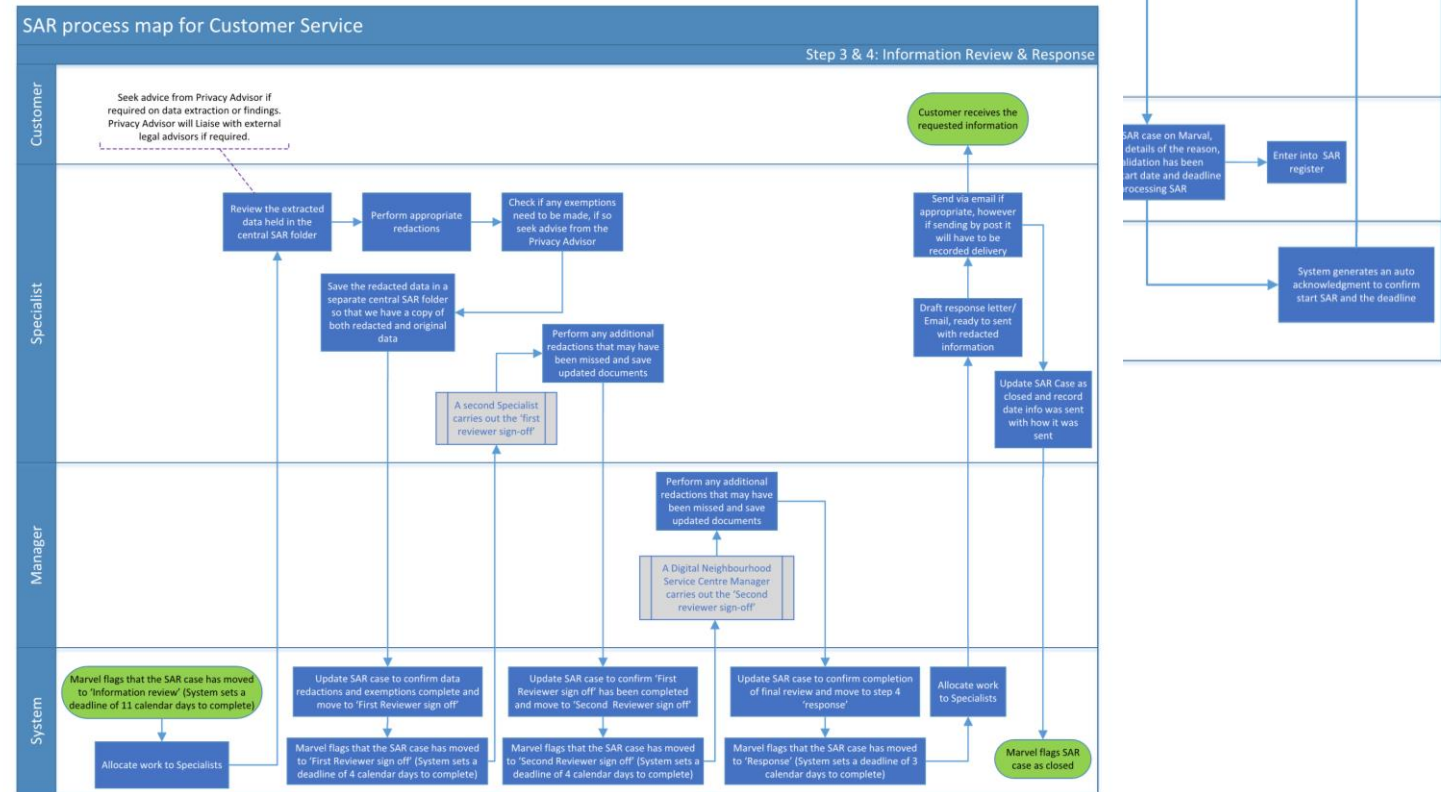 SAR process map for Customer Service
Step 3 & 4: Information Review & Response
Customer
Seek advice from Privacy Advisor if
required on data extraction or findings.
Privacy Advisor will Liaise with external
legal advisors if required.
Customer receives the
requested information
Specialist
Review the extracted
data held in the
central SAR folder
Perform appropriate
redactions
Check if any exemptions
need to be made, if so
seek advise from the
Privacy Advisor
Save the redacted data in a
separate central SAR folder
so that we have a copy of
both redacted and original
data
Perform any additional
redactions that may have
been missed and save
updated documents
A second Specialist
carries out the 'first
reviewer sign-off'
Send via email if
appropriate, however
if sending by post it
will have to be
recorded delivery
Draft response letter/
Email, ready to sent
with redacted
information
Update SAR Case as
closed and record
date info was sent
with how it was
sent
Manager
Perform any additional
redactions that may have
been missed and save
updated documents
A Digital Neighbourhood
Service Centre Manager
carries out the 'Second
reviewer sign-off'
System
Marvel flags that the SAR case has moved
to 'Information review' (System sets a
deadline of 11 calendar days to complete)
Allocate work to Specialists
Update SAR case to confirm data
redactions and exemptions complete and
move to 'First Reviewer sign off'
Marvel flags that the SAR case has moved
to 'First Reviewer sign off' (System sets a
deadline of 4 calendar days to complete)
Update SAR case to confirm 'First
Reviewer sign off' has been completed
and move to 'Second Reviewer sign off'
Marvel flags that the SAR case has moved
to 'Second Reviewer sign off' (System sets a
deadline of 4 calendar days to complete)
Update SAR case to confirm completion
of final review and move to step 4
'response'
Marvel flags that the SAR case has moved
to 'Response' (System sets a deadline of 3
calendar days to complete)
Allocate work
to Specialists
Marvel flags SAR
case as closed
SAR case on Marval,
details of the reason,
alidation has been
art date and deadline
rocessing SAR
Enter into SAR
register
System generates an auto
acknowledgment to confirm
start SAR and the deadline